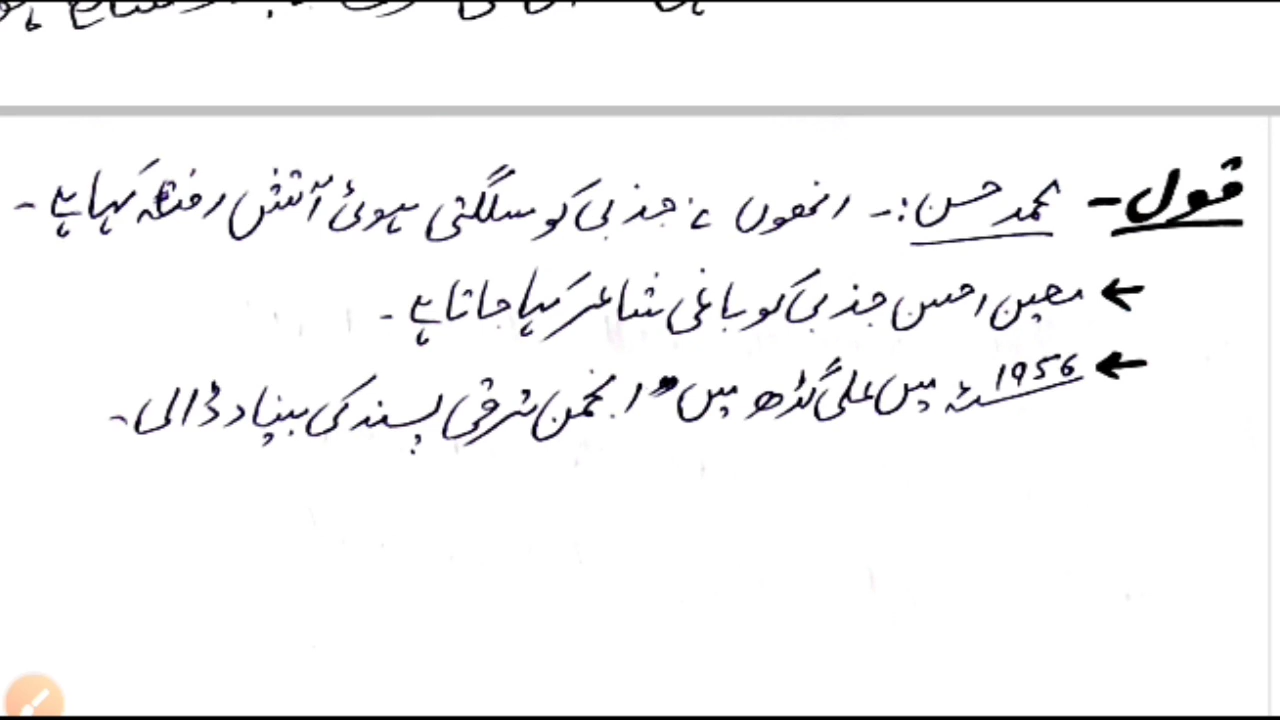 قول - محمد حسن :- انھوں نے جذبی کو سلگتی ہوئی آتش رفتہ کہا ہے -
← معین احسن جذبی کو باغی شاعر کہا جاتا ہے -
← 1956ء میں علی گڑھ میں انجمن ترقی پسند کی بنیاد ڈالی -